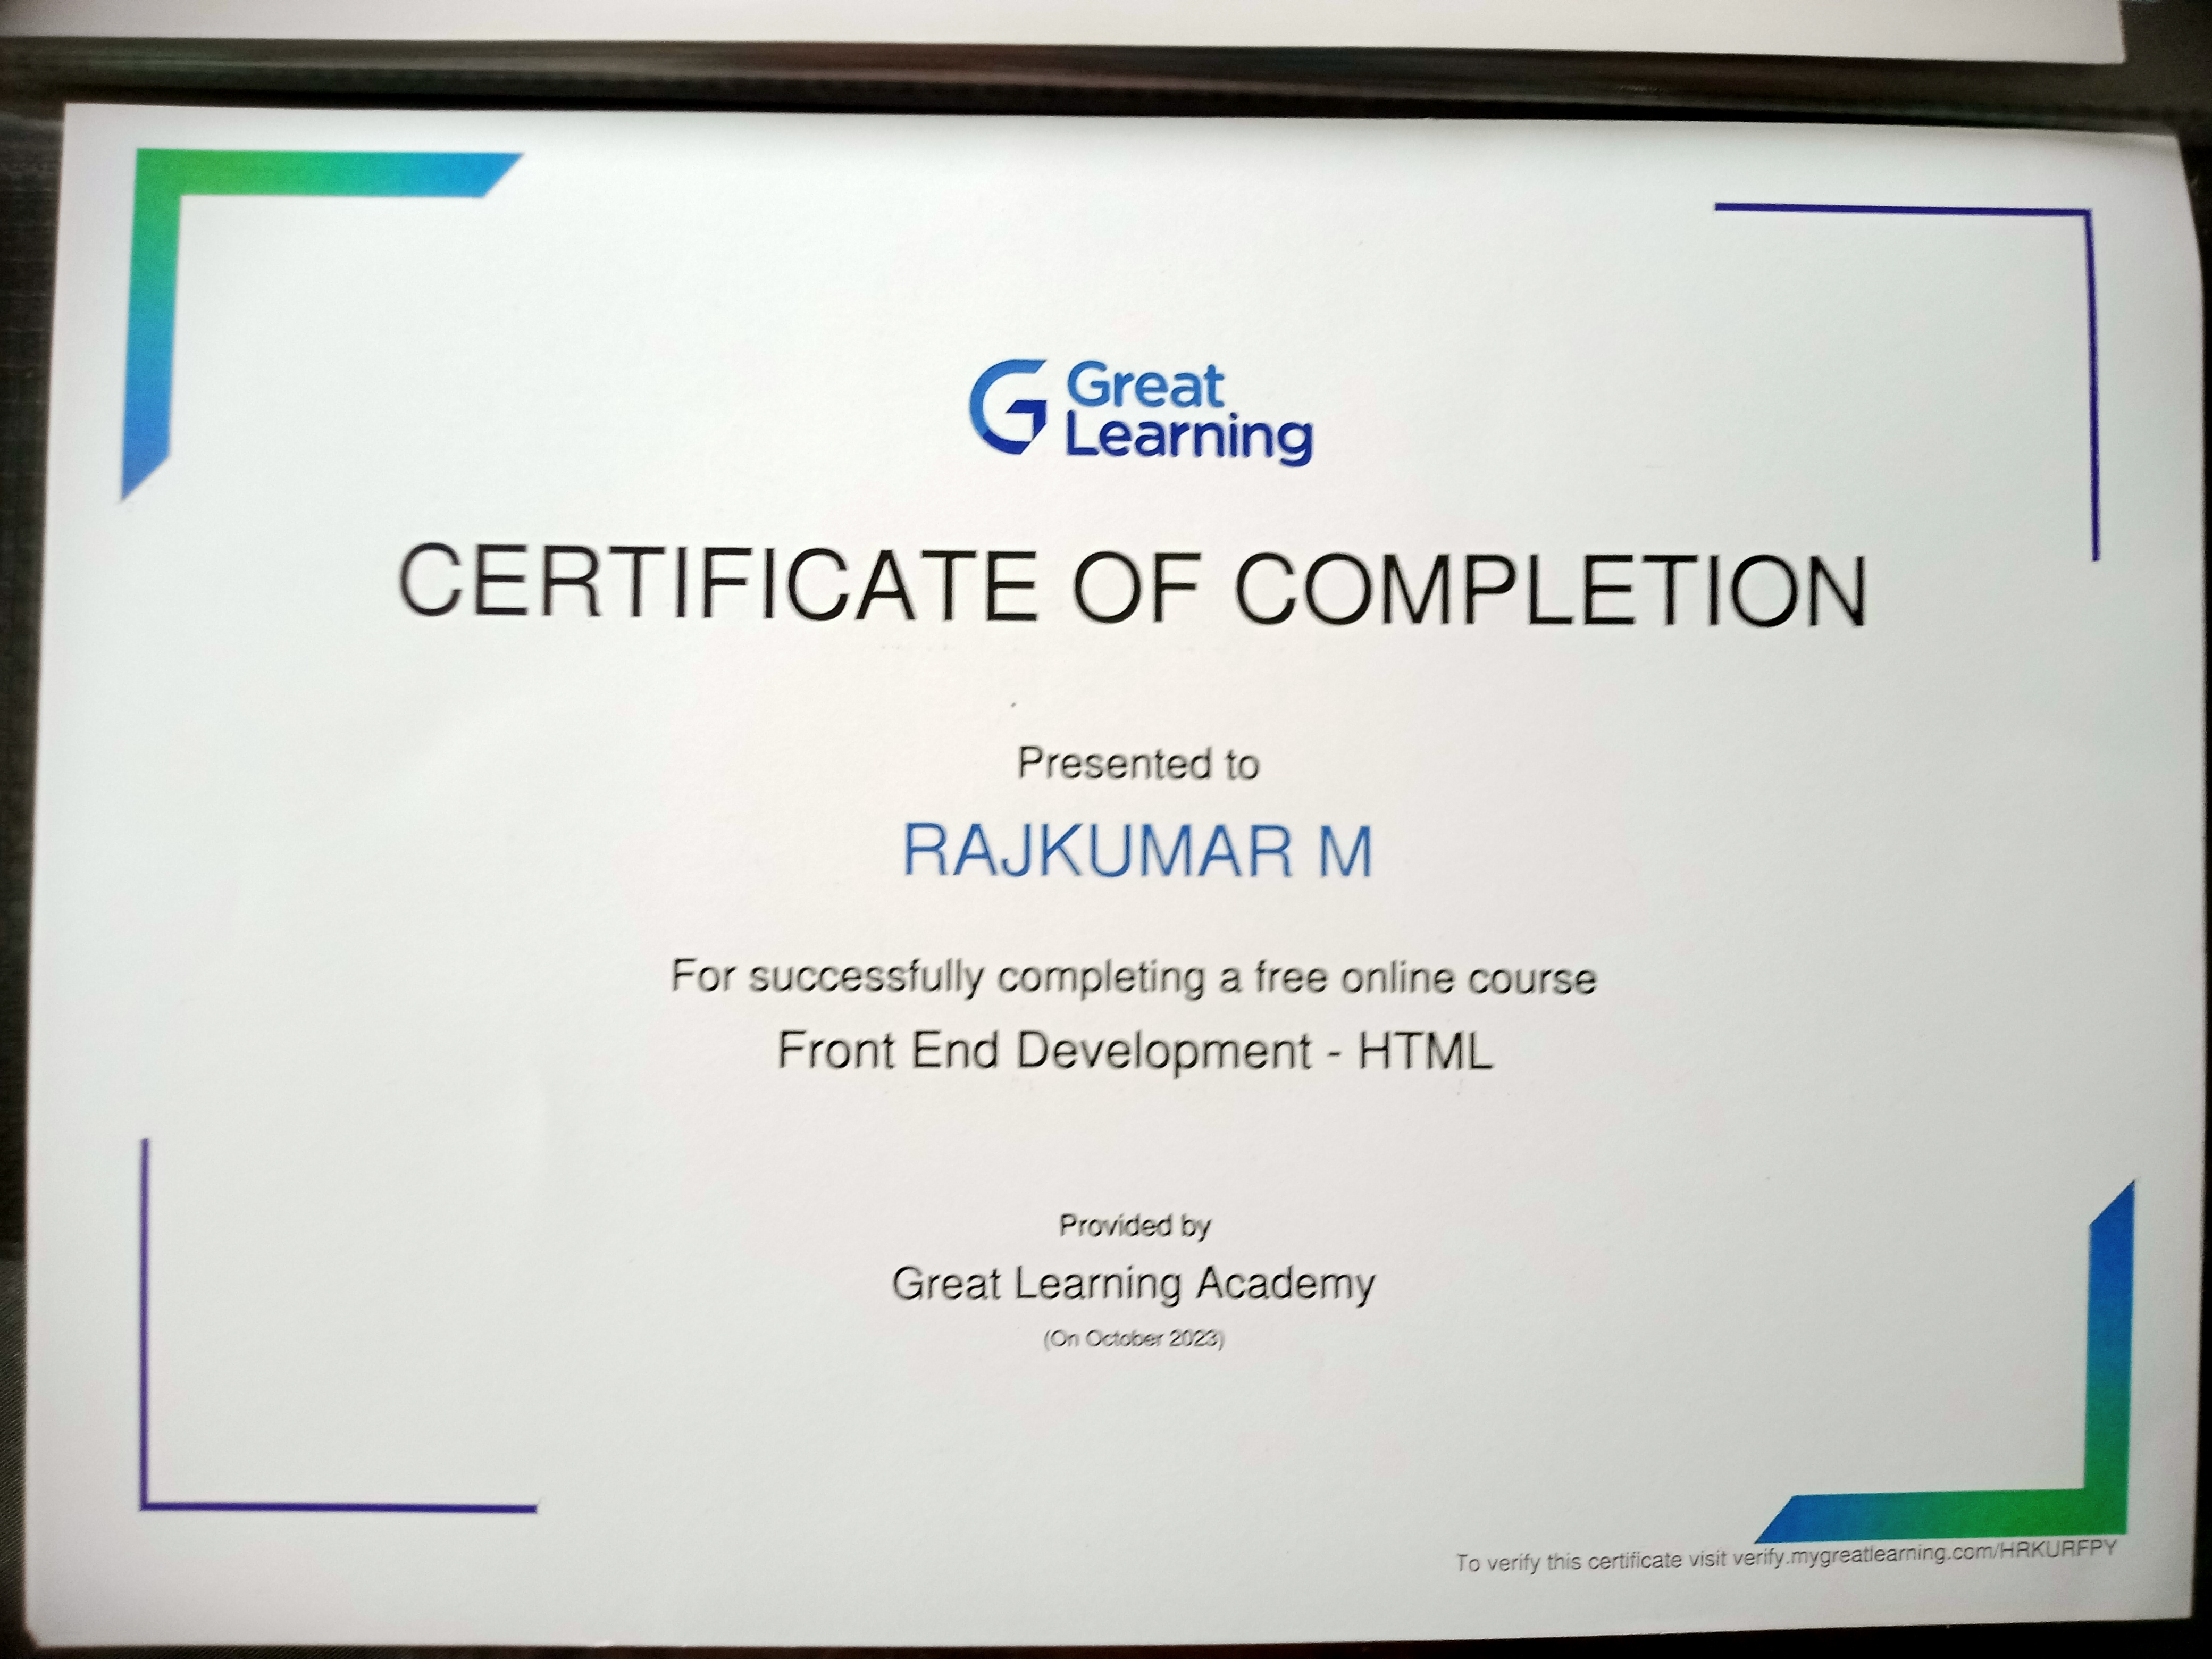 Great
Learning
CERTIFICATE OF COMPLETION
Presented to
RAJKUMAR M
For successfully completing a free online course
Front End Development - HTML
Provided by
Great Learning Academy
(On October 2023)
To verify this certificate visit verify.mygreatlearning.com/HRKURFPY